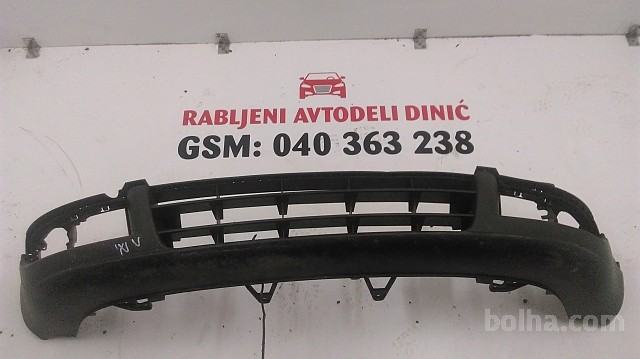 RABLJENI AVTODELI DINIĆ
GSM: 040 363 238
bolha.com